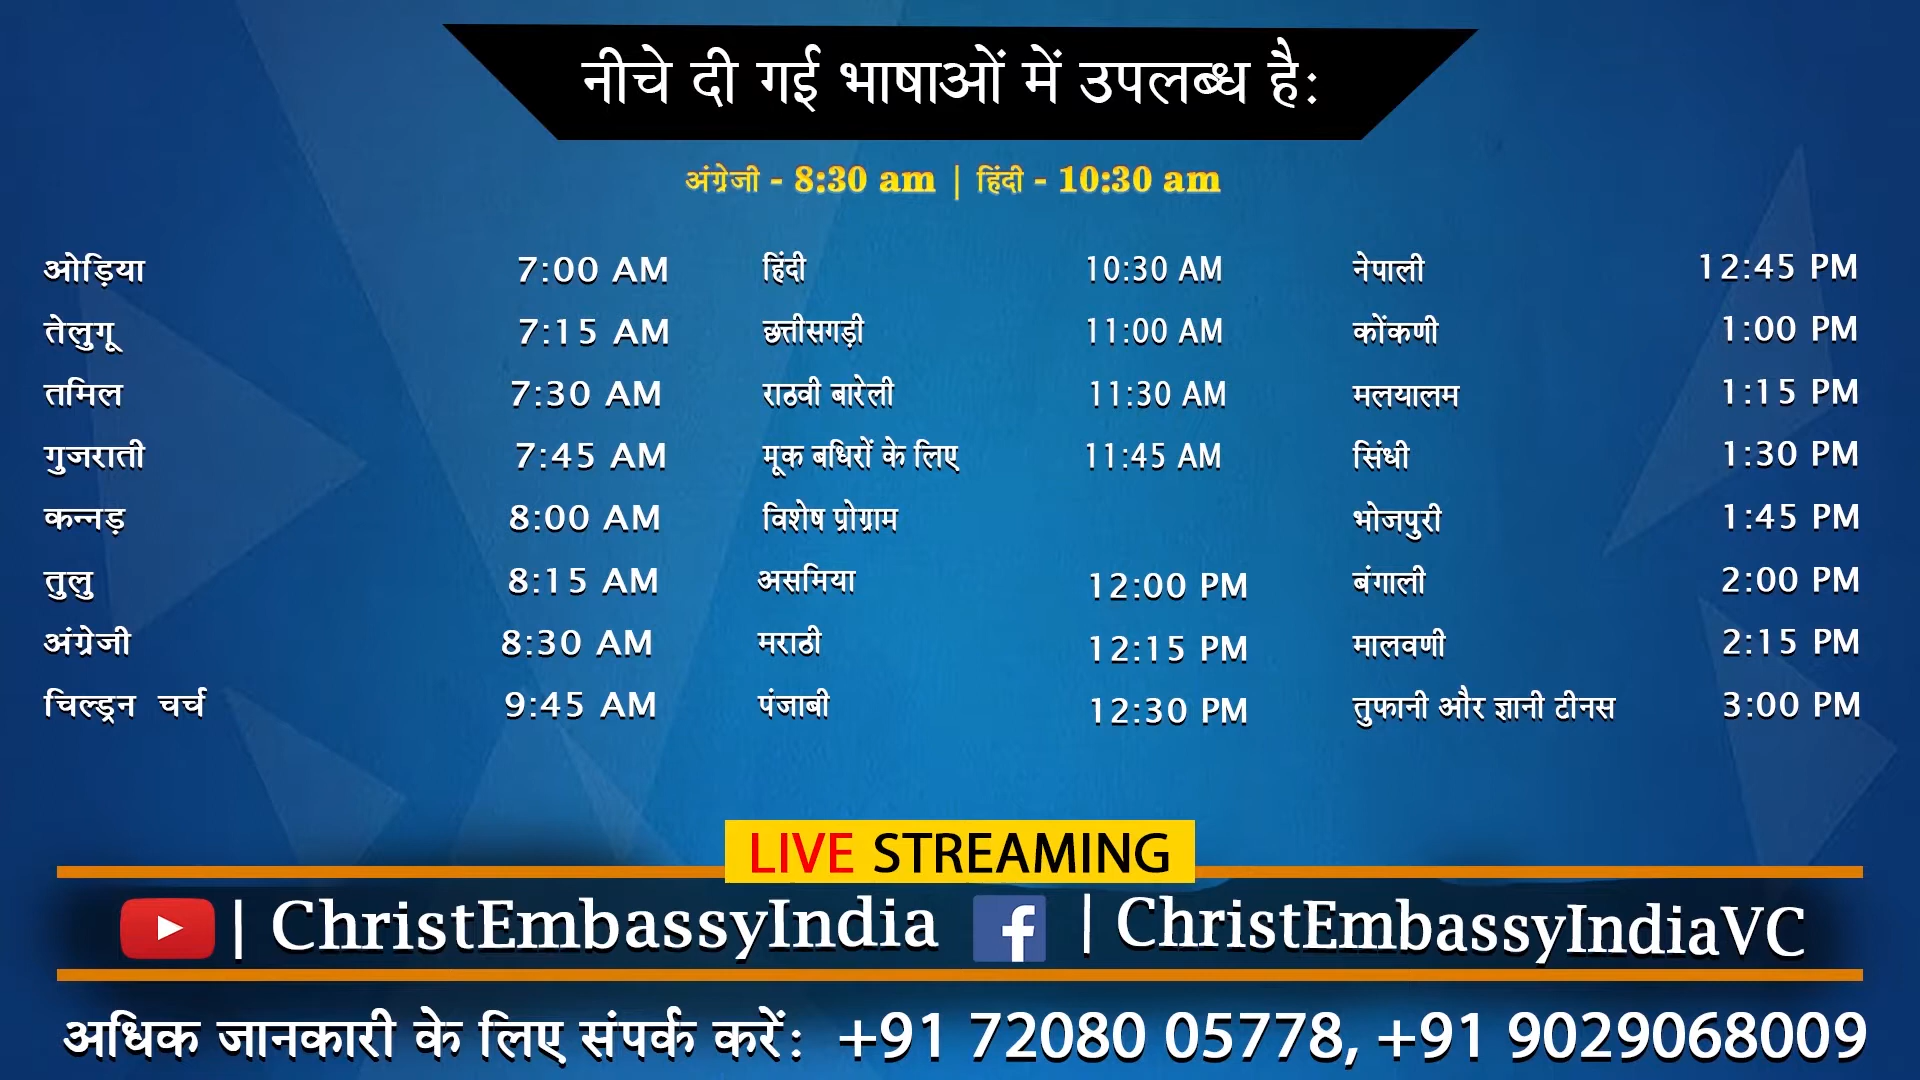 नीचे दी गई भाषाओं में उपलब्ध है:
अंग्रेजी - 8:30 am | हिंदी - 10:30 am
ओड़िया 7:00 AM
तेलुगू 7:15 AM
तमिल 7:30 AM
गुजराती 7:45 AM
कन्नड़ 8:00 AM
तुलु 8:15 AM
अंग्रेजी 8:30 AM
चिल्ड्रन चर्च 9:45 AM
हिंदी 10:30 AM
छत्तीसगड़ी 11:00 AM
राठवी बारेली 11:30 AM
मूक बधिरों के लिए 11:45 AM
विशेष प्रोग्राम
असमिया 12:00 PM
मराठी 12:15 PM
पंजाबी 12:30 PM
नेपाली 12:45 PM
कोंकणी 1:00 PM
मलयालम 1:15 PM
सिंधी 1:30 PM
भोजपुरी 1:45 PM
बंगाली 2:00 PM
मालवणी 2:15 PM
तुफानी और ज्ञानी टीनस 3:00 PM
LIVE STREAMING
| ChristEmbassyIndia | ChristEmbassyIndiaVC
अधिक जानकारी के लिए संपर्क करें: +91 72080 05778, +91 9029068009